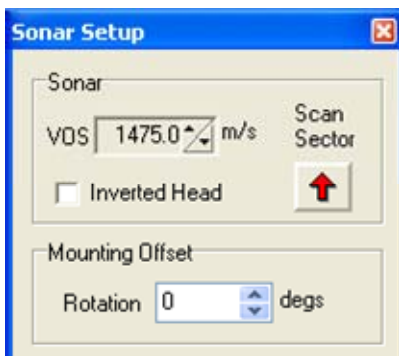 Sonar Setup
Sonar
VOS 1475.0 m/s
Scan
Sector
Inverted Head
Mounting Offset
Rotation 0 degs